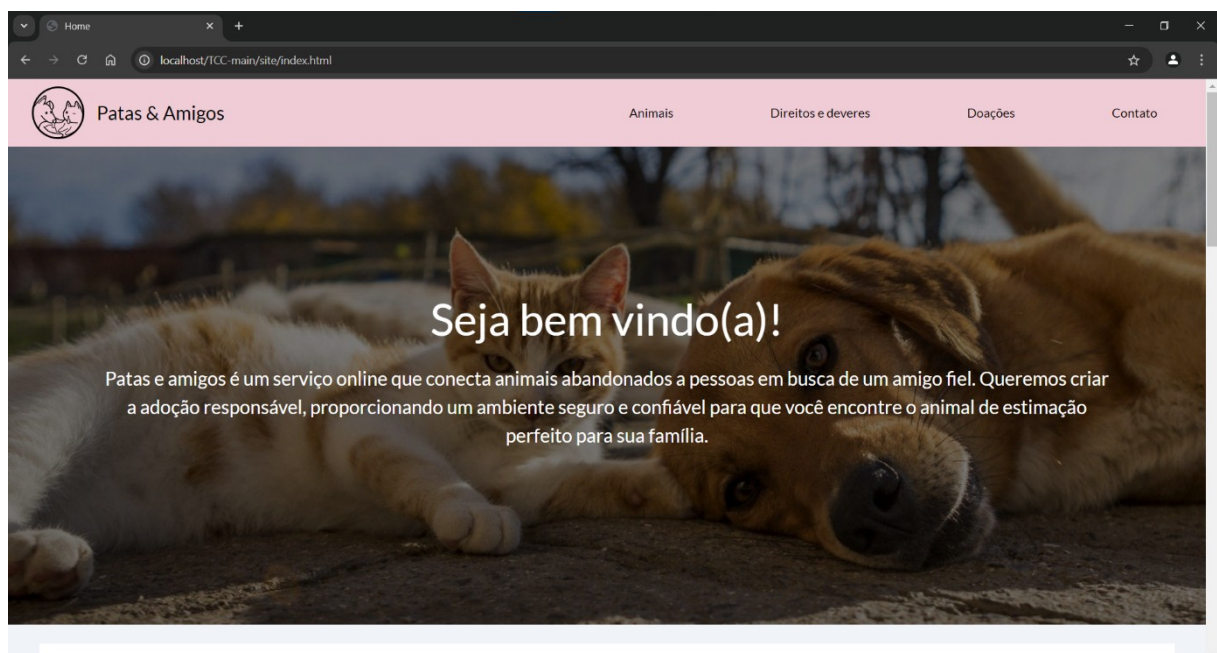 Home
localhost/TCC-main/site/index.html
Patas & Amigos
Animais
Direitos e deveres
Doações
Contato
Seja bem vindo(a)!
Patas e amigos é um serviço online que conecta animais abandonados a pessoas em busca de um amigo fiel. Queremos criar
a adoção responsável, proporcionando um ambiente seguro e confiável para que você encontre o animal de estimação
perfeito para sua família.